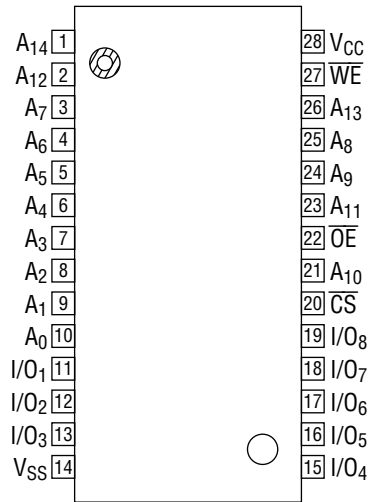 A14 1 28 VCC
A12 2 27 WE
A7 3 26 A13
A6 4 25 A8
A5 5 24 A9
A4 6 23 A11
A3 7 22 OE
A2 8 21 A10
A1 9 20 CS
A0 10 19 I/O8
I/O1 11 18 I/O7
I/O2 12 17 I/O6
I/O3 13 16 I/O5
VSS 14 15 I/O4